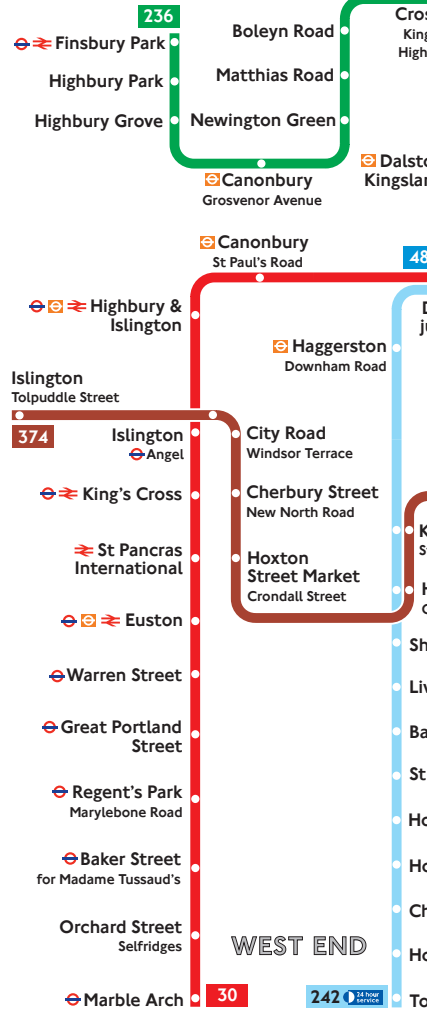 236
Finsbury Park
Boleyn Road
Highbury Park
Matthias Road
Highbury Grove
Newington Green
Canonbury
Grosvenor Avenue
Canonbury
St Paul's Road
48
Highbury &
Islington
Haggerston
Downham Road
Islington
Tolpuddle Street
374
Islington
Angel
City Road
Windsor Terrace
King's Cross
Cherbury Street
New North Road
St Pancras
International
Hoxton
Street Market
Crondall Street
Euston
Warren Street
Great Portland
Street
Regent's Park
Marylebone Road
Baker Street
for Madame Tussaud's
Orchard Street
Selfridges
WEST END
Marble Arch
30
242
24 hour
service